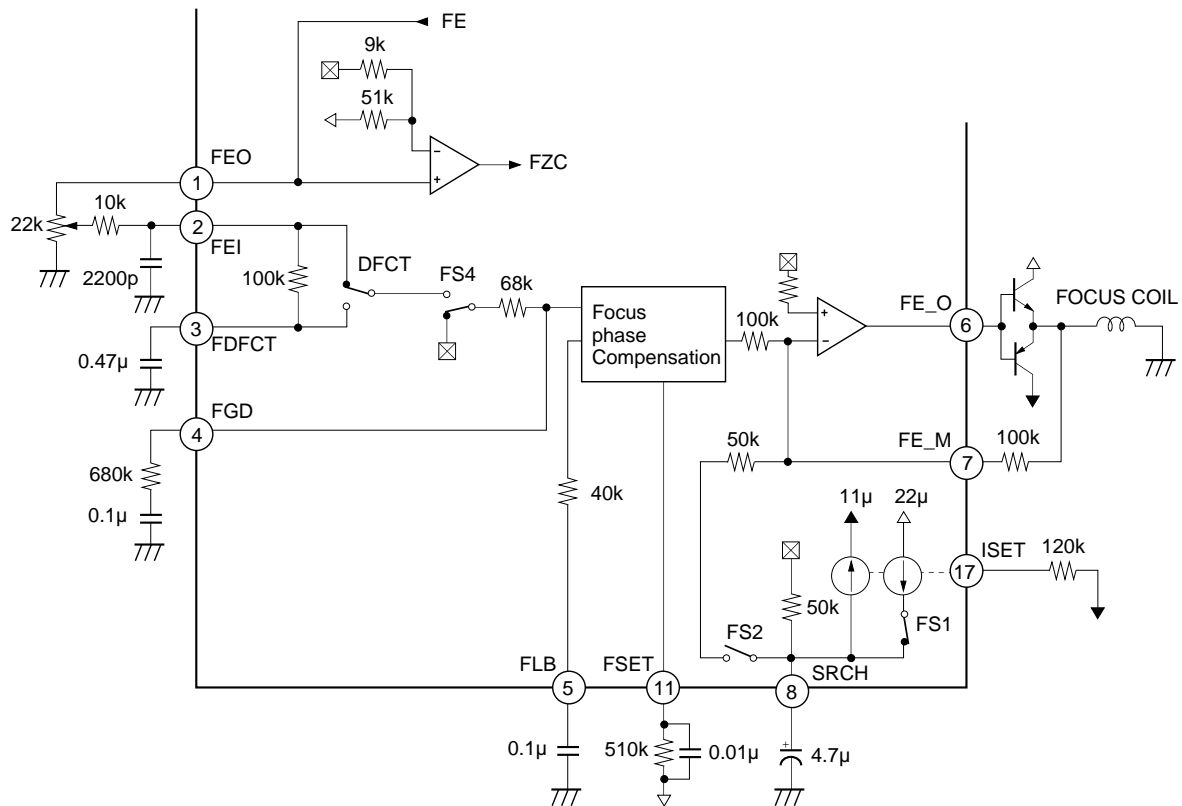 FE
9k
51k
FEO
1
FZC
10k
22k
2
FEI
2200p
100k
DFCT
FS4
68k
3
FDFCT
0.47µ
FGD
4
680k
0.1µ
Focus
phase
Compensation
100k
FE_O
6
FOCUS COIL
50k
FE_M
7
100k
40k
11µ
22µ
ISET
17
120k
50k
FS2
FS1
FLB
5
FSET
11
SRCH
8
0.1µ
510k
0.01µ
4.7µ